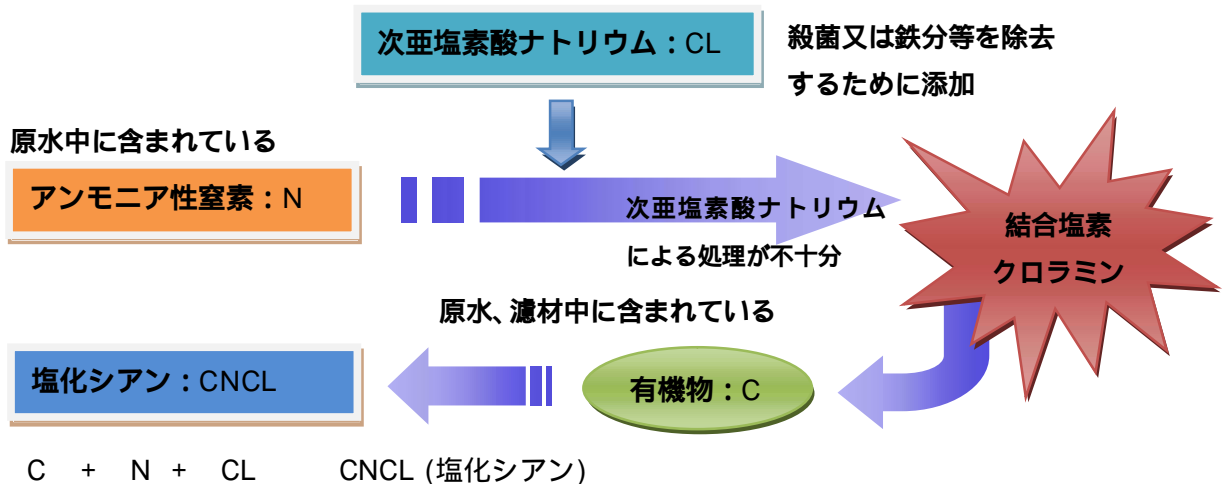 次亜塩素酸ナトリウム：CL
殺菌又は鉄分等を除去
するために添加
原水中に含まれている
アンモニア性窒素：N
次亜塩素酸ナトリウム
による処理が不十分
結合塩素
クロラミン
原水、濾材中に含まれている
塩化シアン：CNCL
有機物：C
C + N + CL CNCL (塩化シアン)